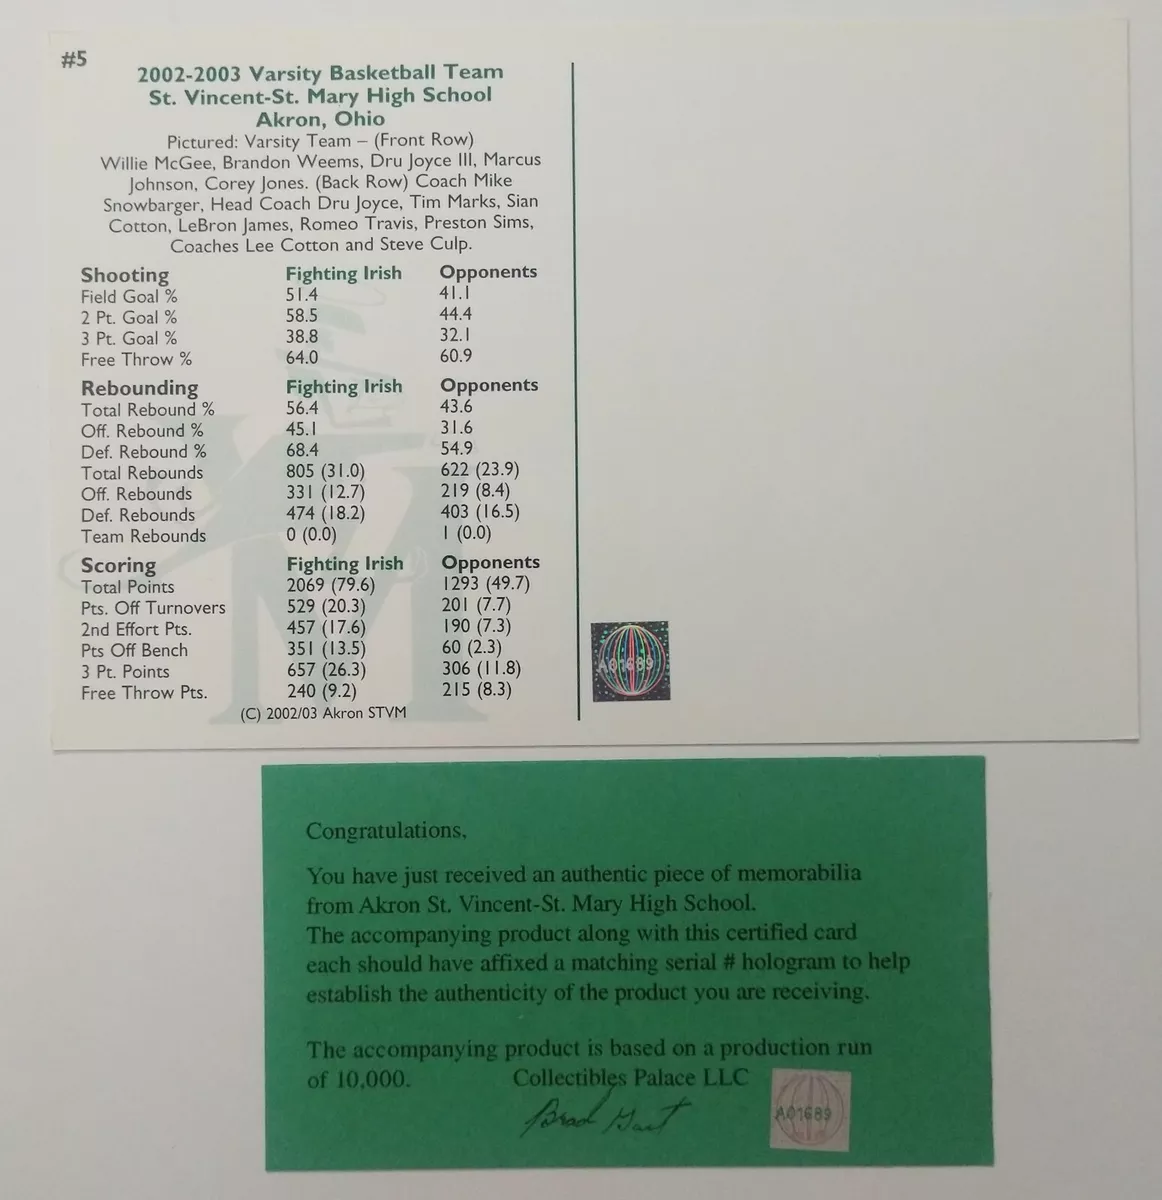 #5
2002-2003 Varsity Basketball Team
St. Vincent-St. Mary High School
Akron, Ohio
Pictured: Varsity Team – (Front Row)
Willie McGee, Brandon Weems, Dru Joyce III, Marcus
Johnson, Corey Jones. (Back Row) Coach Mike
Snowbarger, Head Coach Dru Joyce, Tim Marks, Sian
Cotton, LeBron James, Romeo Travis, Preston Sims,
Coaches Lee Cotton and Steve Culp.
Shooting Fighting Irish Opponents
Field Goal % 51.4 41.1
2 Pt. Goal % 58.5 44.4
3 Pt. Goal % 38.8 32.1
Free Throw % 64.0 60.9
Rebounding Fighting Irish Opponents
Total Rebound % 56.4 43.6
Off. Rebound % 45.1 31.6
Def. Rebound % 68.4 54.9
Total Rebounds 805 (31.0) 622 (23.9)
Off. Rebounds 331 (12.7) 219 (8.4)
Def. Rebounds 474 (18.2) 403 (16.5)
Team Rebounds 0 (0.0) 1 (0.0)
Scoring Fighting Irish Opponents
Total Points 2069 (79.6) 1293 (49.7)
Pts. Off Turnovers 529 (20.3) 201 (7.7)
2nd Effort Pts. 457 (17.6) 190 (7.3)
Pts Off Bench 351 (13.5) 60 (2.3)
3 Pt. Points 657 (26.3) 306 (11.8)
Free Throw Pts. 240 (9.2) 215 (8.3)
(C) 2002/03 Akron STVM
A01689
Congratulations,
You have just received an authentic piece of memorabilia
from Akron St. Vincent-St. Mary High School.
The accompanying product along with this certified card
each should have affixed a matching serial # hologram to help
establish the authenticity of the product you are receiving.
The accompanying product is based on a production run
of 10,000. Collectibles Palace LLC
Brad
A01689